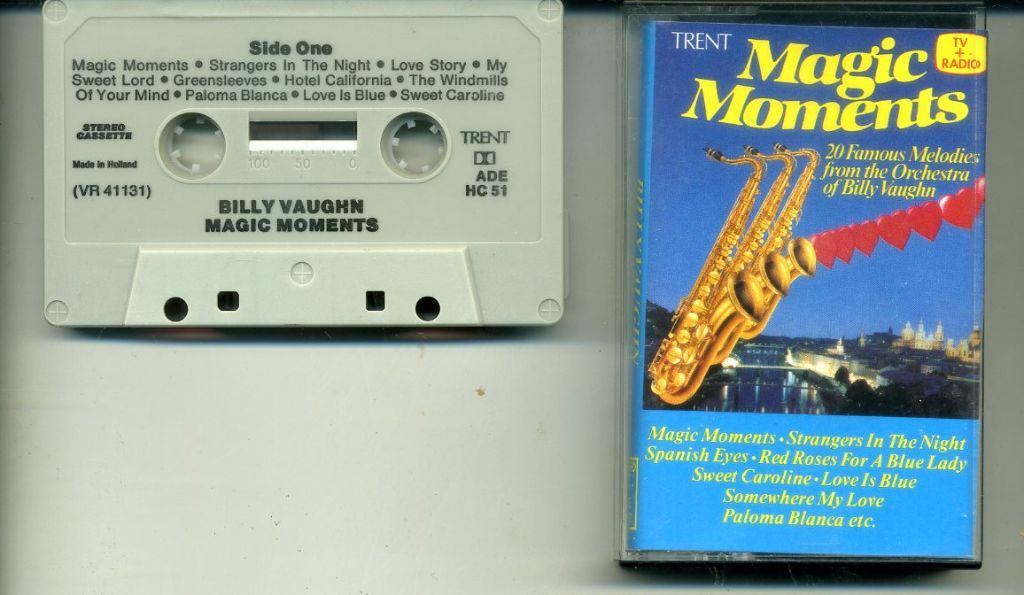 Side One
Magic Moments • Strangers In The Night • Love Story • My
Sweet Lord • Greensleeves • Hotel California • The Windmills
Of Your Mind • Paloma Blanca • Love Is Blue • Sweet Caroline
STEREO
CASSETTE
Made in Holland
(VR 41131)
100 50 0
TRENT
ADE
HC 51
BILLY VAUGHN
MAGIC MOMENTS
TRENT
Magic
Moments
TV
+
RADIO
20 Famous Melodies
from the Orchestra
of Billy Vaughn
BILLY VAUGHN
Magic Moments • Strangers In The Night
Spanish Eyes • Red Roses For A Blue Lady
Sweet Caroline • Love Is Blue
Somewhere My Love
Paloma Blanca etc.